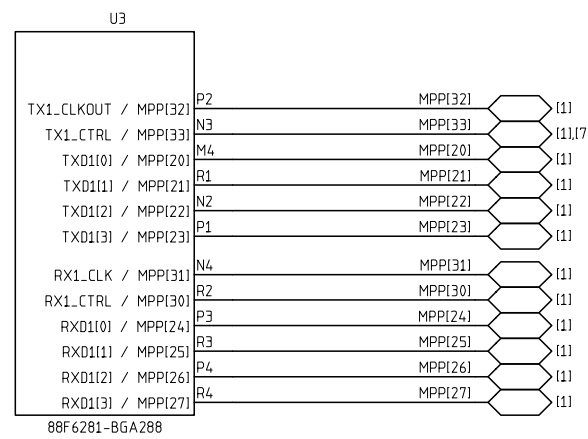 U3
TX1_CLKOUT / MPP[32] P2 MPP[32] [1]
TX1_CTRL / MPP[33] N3 MPP[33] [1],[7
TXD1[0] / MPP[20] M4 MPP[20] [1]
TXD1[1] / MPP[21] R1 MPP[21] [1]
TXD1[2] / MPP[22] N2 MPP[22] [1]
TXD1[3] / MPP[23] P1 MPP[23] [1]
RX1_CLK / MPP[31] N4 MPP[31] [1]
RX1_CTRL / MPP[30] R2 MPP[30] [1]
RXD1[0] / MPP[24] P3 MPP[24] [1]
RXD1[1] / MPP[25] R3 MPP[25] [1]
RXD1[2] / MPP[26] P4 MPP[26] [1]
RXD1[3] / MPP[27] R4 MPP[27] [1]
88F6281-BGA288